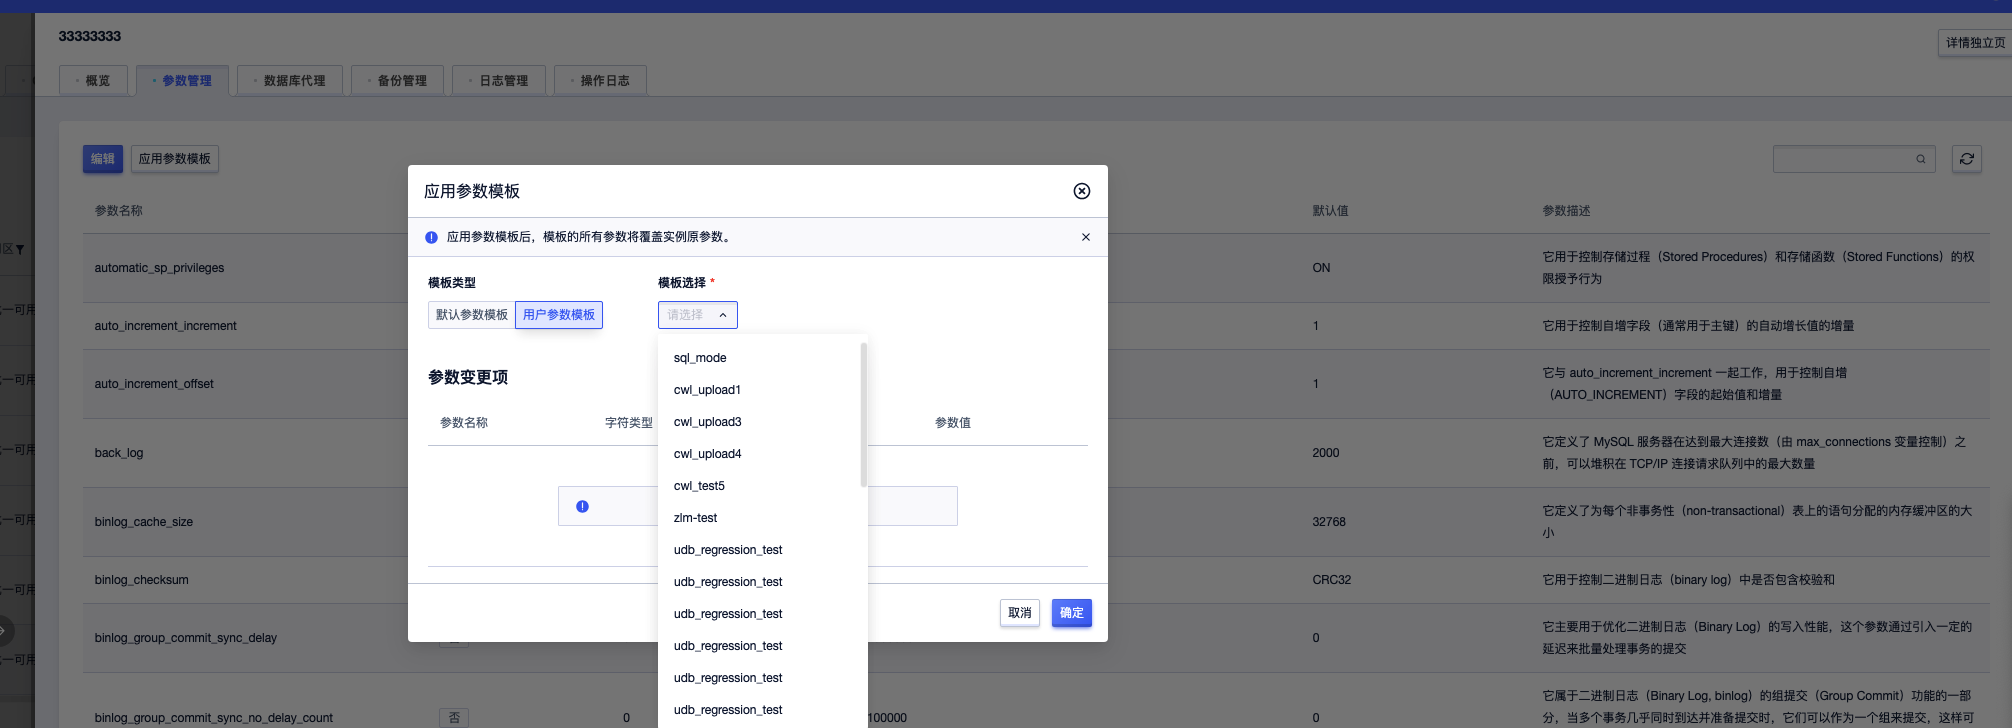 33333333
详情独立页
概览
参数管理
数据库代理
备份管理
日志管理
操作日志
编辑
应用参数模板
参数名称
默认值
参数描述
区
automatic_sp_privileges
ON
它用于控制存储过程（Stored Procedures）和存储函数（Stored Functions）的权
限授予行为
一可用
auto_increment_increment
1
它用于控制自增字段（通常用于主键）的自动增长值的增量
一可用
auto_increment_offset
1
它与 auto_increment_increment 一起工作，用于控制自增
（AUTO_INCREMENT）字段的起始值和增量
一可用
back_log
2000
它定义了 MySQL 服务器在达到最大连接数（由 max_connections 变量控制）之
前，可以堆积在 TCP/IP 连接请求队列中的最大数量
一可用
binlog_cache_size
32768
它定义了为每个非事务性（non-transactional）表上的语句分配的内存缓冲区的大
小
一可用
binlog_checksum
CRC32
它用于控制二进制日志（binary log）中是否包含校验和
binlog_group_commit_sync_delay
否
0
它主要用于优化二进制日志（Binary Log）的写入性能，这个参数通过引入一定的
延迟来批量处理事务的提交
一可用
binlog_group_commit_sync_no_delay_count
否
0
100000
0
它属于二进制日志（Binary Log, binlog）的组提交（Group Commit）功能的一部
分，当多个事务几乎同时到达并准备提交时，它们可以作为一个组来提交，这样可
应用参数模板
应用参数模板后，模板的所有参数将覆盖实例原参数。
模板类型
模板选择 *
默认参数模板
用户参数模板
请选择
参数变更项
参数名称
字符类型
参数值
sql_mode
cwl_upload1
cwl_upload3
cwl_upload4
cwl_test5
zlm-test
udb_regression_test
udb_regression_test
udb_regression_test
udb_regression_test
udb_regression_test
udb_regression_test
取消
确定